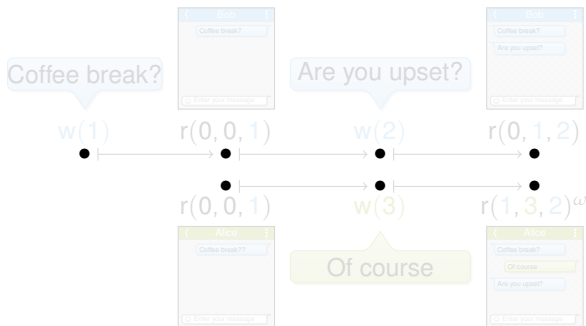 Bob
Coffee break?
Enter your message
Coffee break?
Are you upset?
Bob
Coffee break?
Are you upset?
Enter your message
w(1) r(0, 0, 1) w(2) r(0, 1, 2)
r(0, 0, 1) w(3) r(1, 3, 2)^ω
Alice
Coffee break??
Enter your message
Of course
Alice
Coffee break?
Of course
Are you upset?
Enter your message